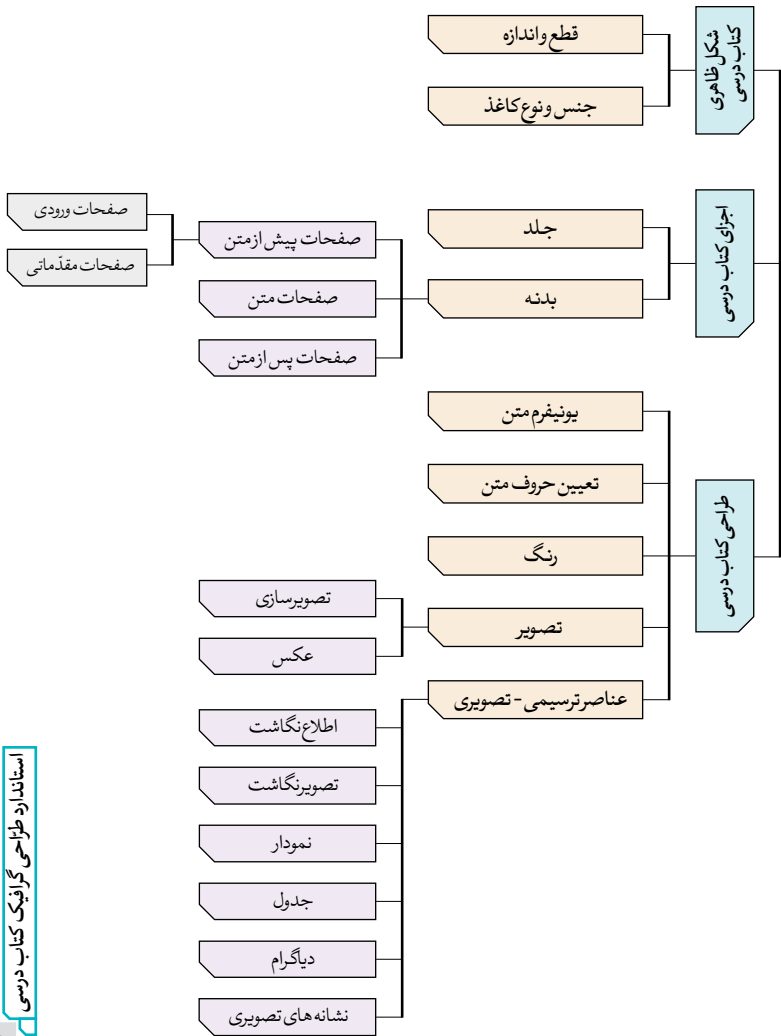 شکل ظاهری
کتاب درسی
قطع و اندازه
جنس و نوع کاغذ
اجزای کتاب درسی
جلد
بدنه
صفحات پیش از متن
صفحات ورودی
صفحات مقدّماتی
صفحات متن
صفحات پس از متن
طراحی کتاب درسی
یونیفرم متن
تعیین حروف متن
رنگ
تصویر
تصویرسازی
عکس
عناصر ترسیمی - تصویری
اطلاع‌نگاشت
تصویرنگاشت
نمودار
جدول
دیاگرام
نشانه‌های تصویری
استاندارد طرّاحی گرافیک کتاب درسی